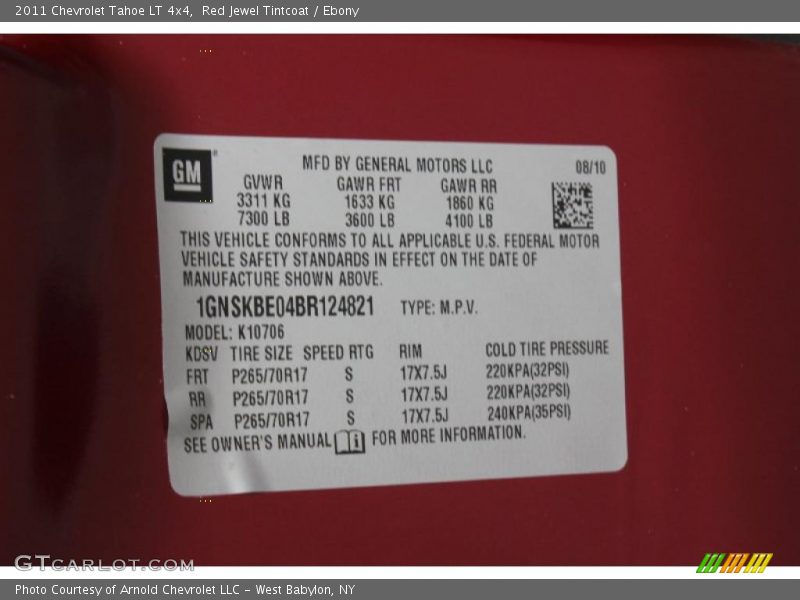 2011 Chevrolet Tahoe LT 4x4, Red Jewel Tintcoat / Ebony
GM
MFD BY GENERAL MOTORS LLC 08/10
GVWR GAWR FRT GAWR RR
3311 KG 1633 KG 1860 KG
7300 LB 3600 LB 4100 LB
THIS VEHICLE CONFORMS TO ALL APPLICABLE U.S. FEDERAL MOTOR
VEHICLE SAFETY STANDARDS IN EFFECT ON THE DATE OF
MANUFACTURE SHOWN ABOVE.
1GNSKBE04BR124821 TYPE: M.P.V.
MODEL: K10706
KDSV TIRE SIZE SPEED RTG RIM COLD TIRE PRESSURE
FRT P265/70R17 S 17X7.5J 220KPA(32PSI)
RR P265/70R17 S 17X7.5J 220KPA(32PSI)
SPA P265/70R17 S 17X7.5J 240KPA(35PSI)
SEE OWNER'S MANUAL FOR MORE INFORMATION.
GTCARLOT.COM
Photo Courtesy of Arnold Chevrolet LLC - West Babylon, NY